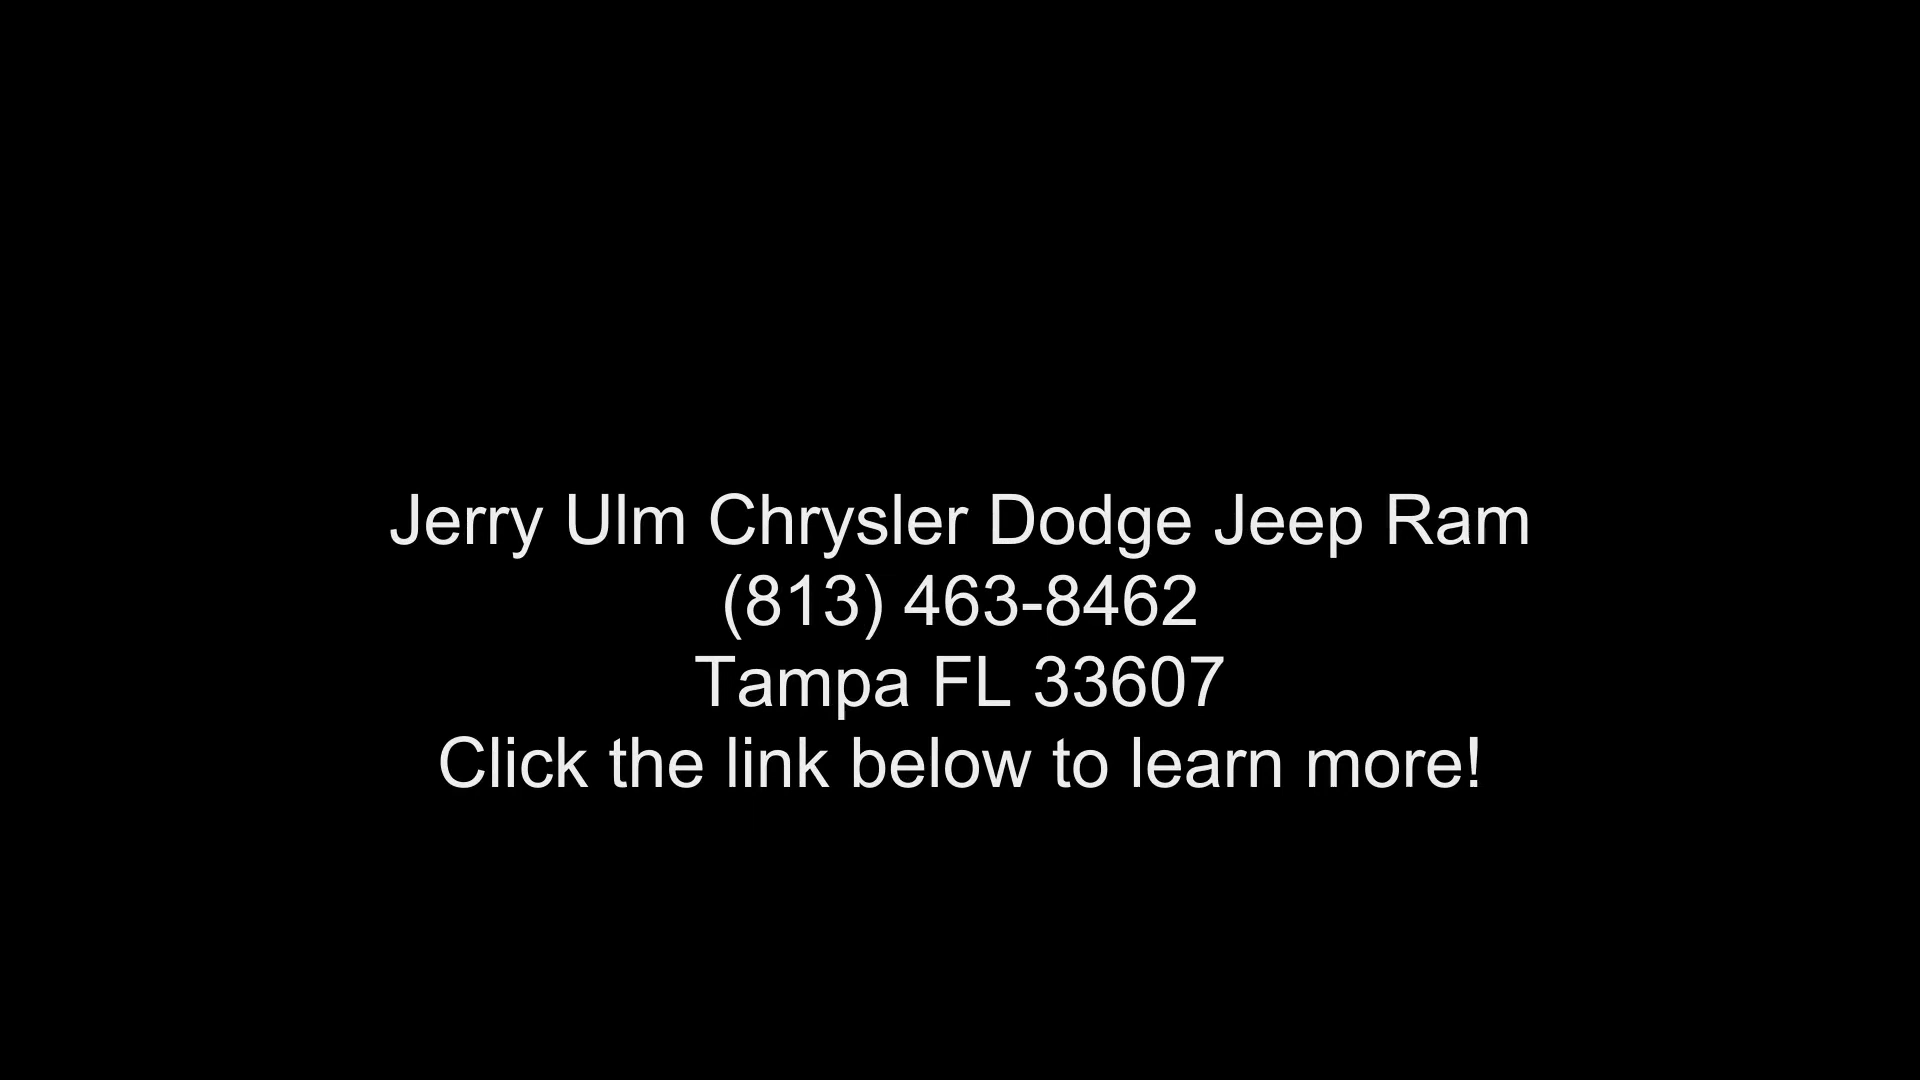 Jerry Ulm Chrysler Dodge Jeep Ram
(813) 463-8462
Tampa FL 33607
Click the link below to learn more!